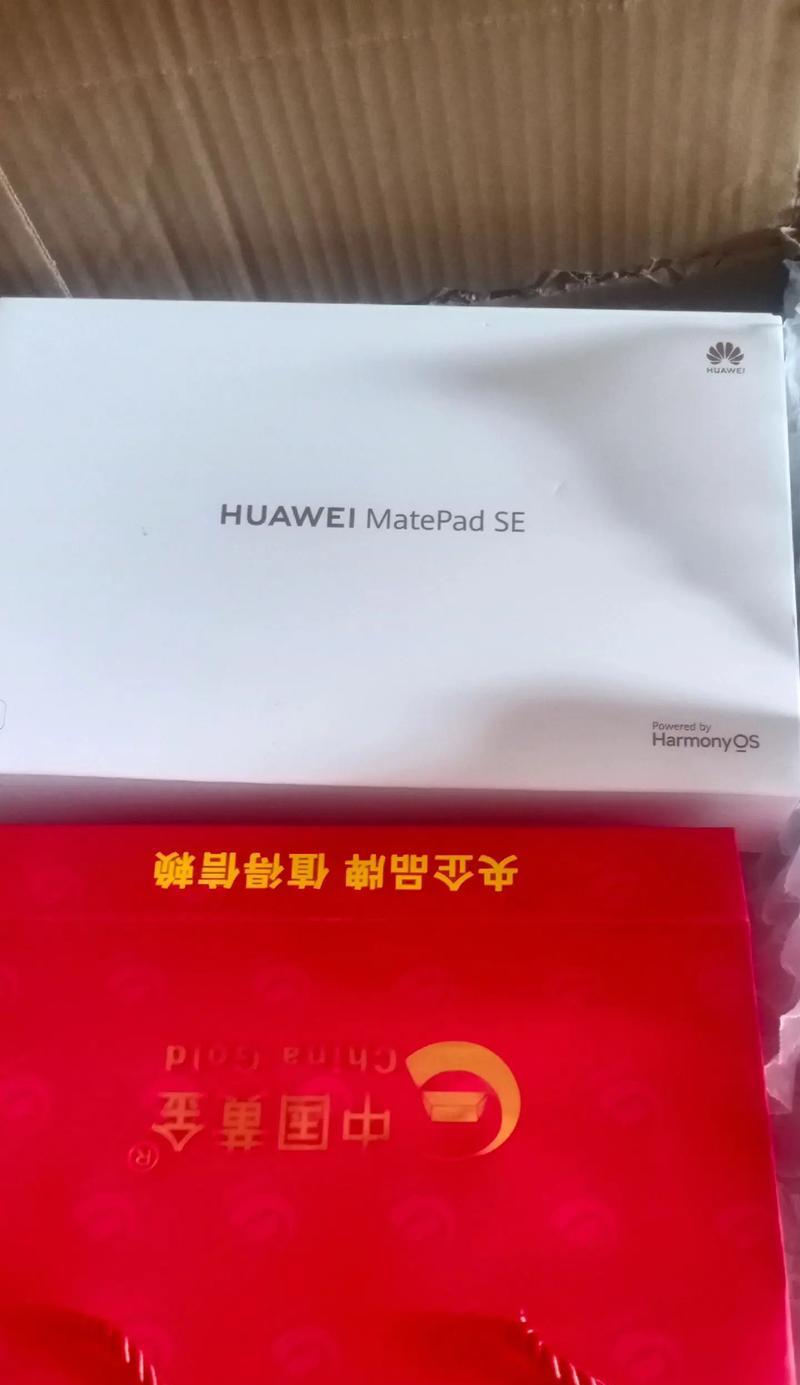 HUAWEI
HUAWEI MatePad SE
Powered by
HarmonyOS
央企品牌 值得信赖
China Gold
中国黄金®